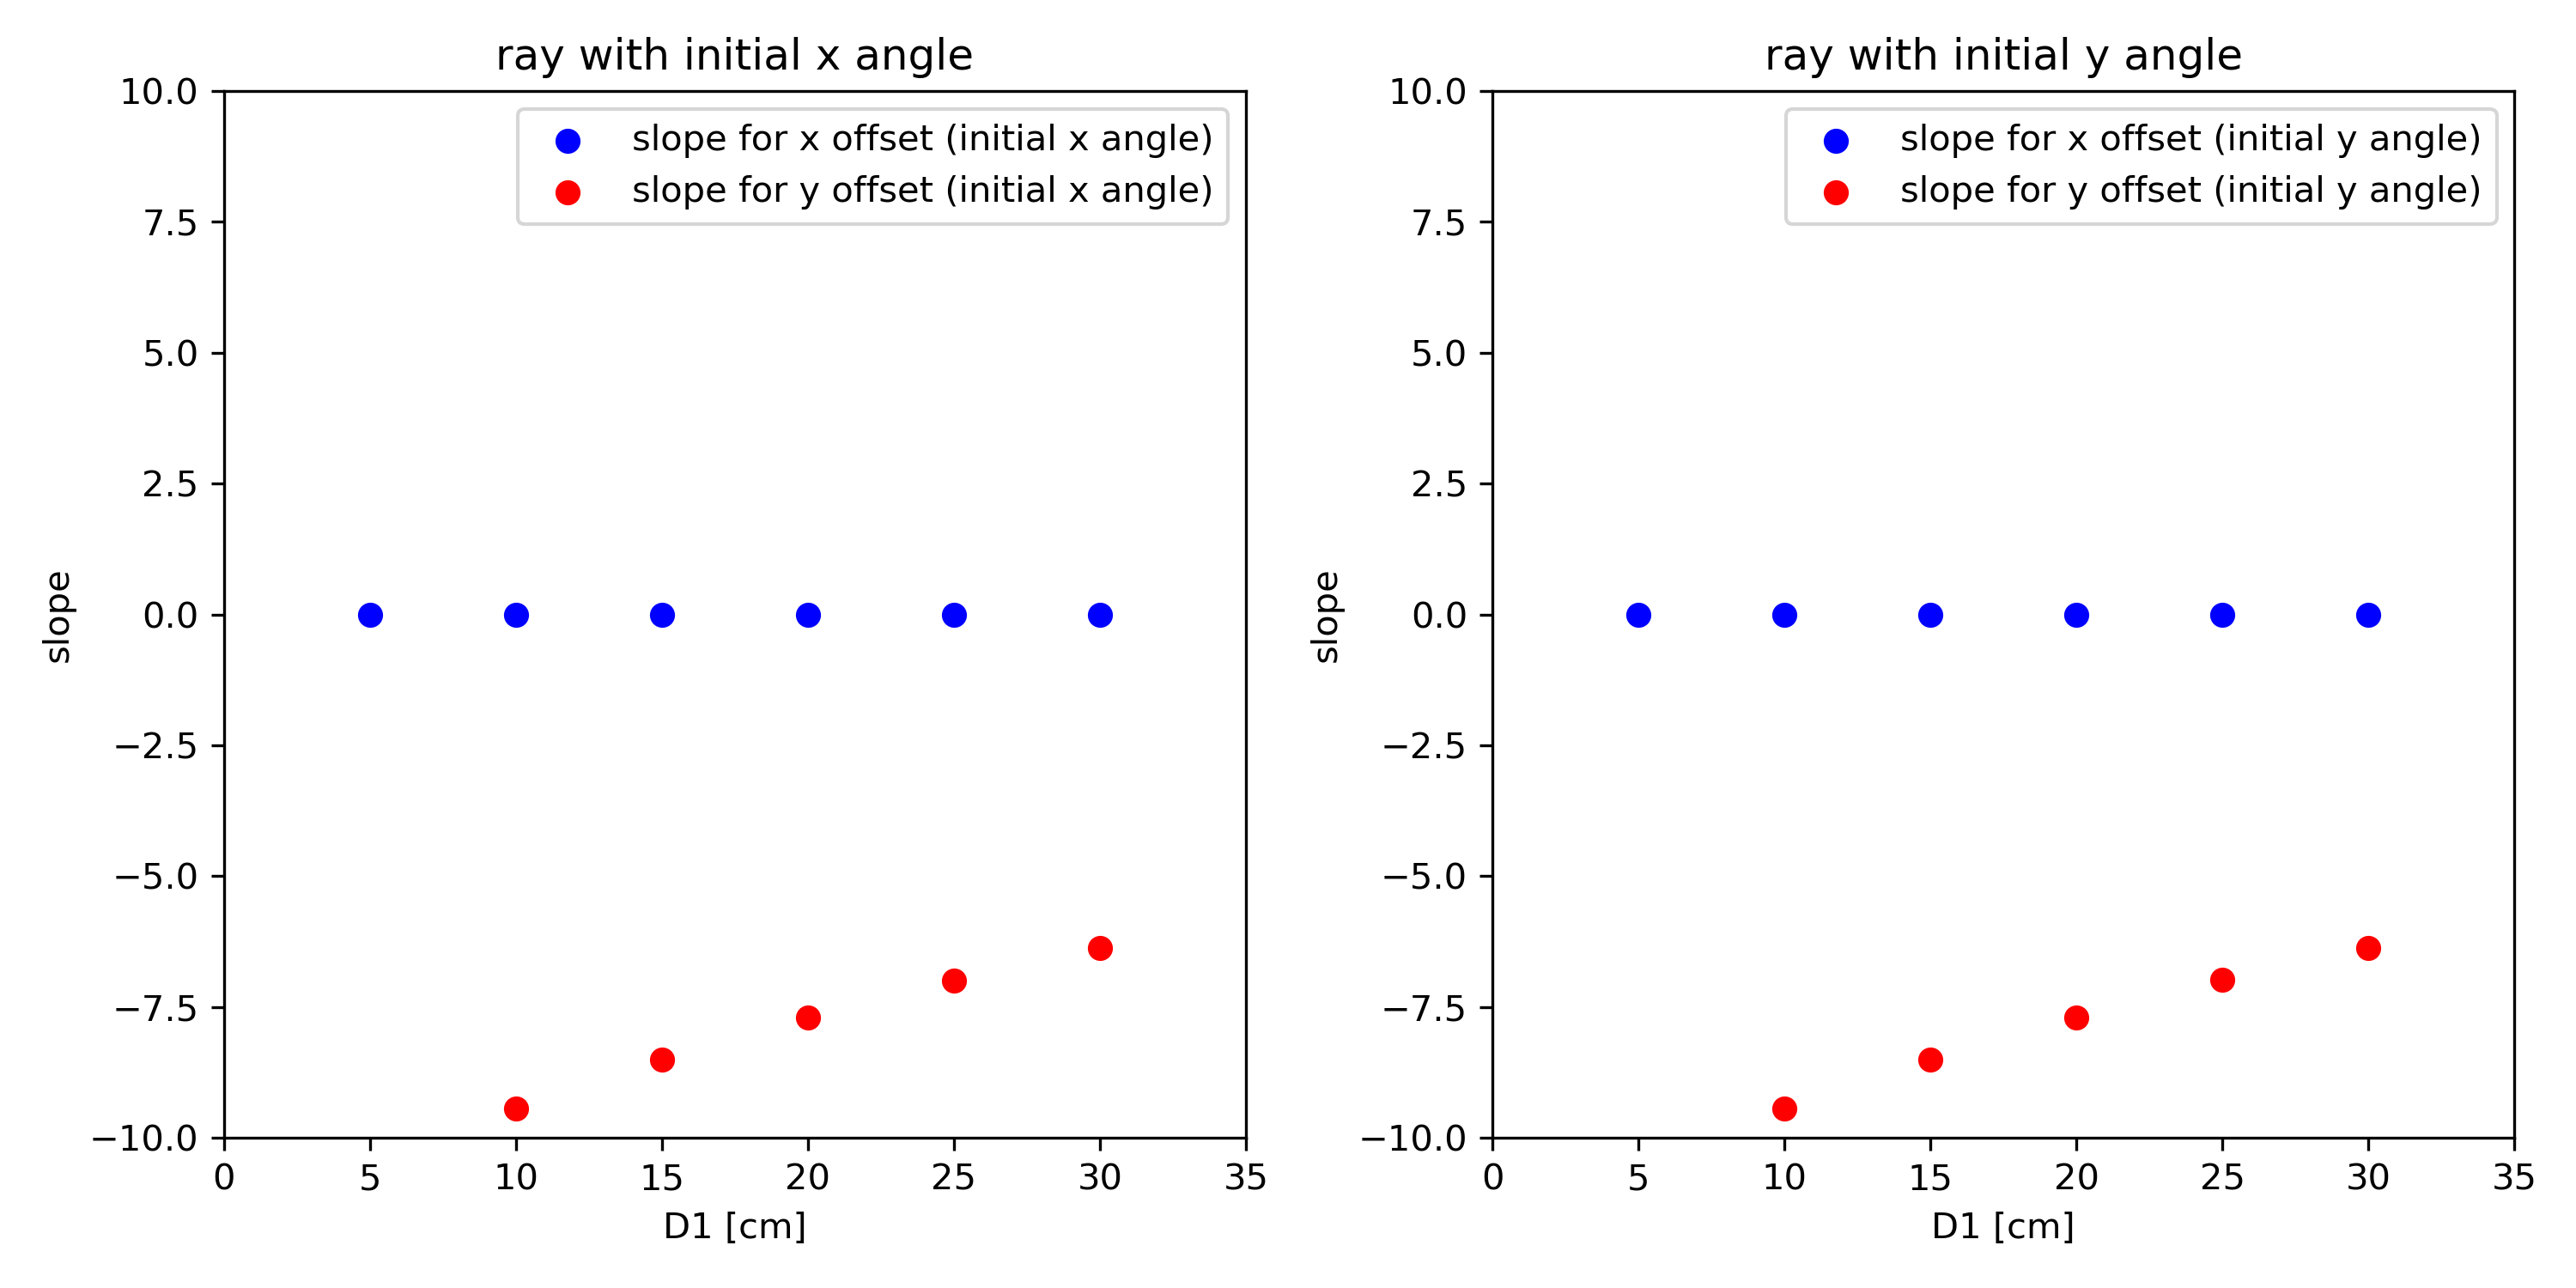 ray with initial x angle
slope for x offset (initial x angle)
slope for y offset (initial x angle)
10.0
7.5
5.0
2.5
0.0
−2.5
−5.0
−7.5
−10.0
slope
0 5 10 15 20 25 30 35
D1 [cm]
ray with initial y angle
slope for x offset (initial y angle)
slope for y offset (initial y angle)
10.0
7.5
5.0
2.5
0.0
−2.5
−5.0
−7.5
−10.0
slope
0 5 10 15 20 25 30 35
D1 [cm]